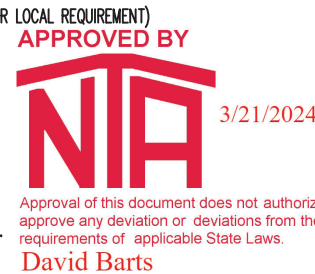 R LOCAL REQUIREMENT)
APPROVED BY
NTA
3/21/2024
Approval of this document does not authoriz
approve any deviation or deviations from the
requirements of applicable State Laws.
David Barts